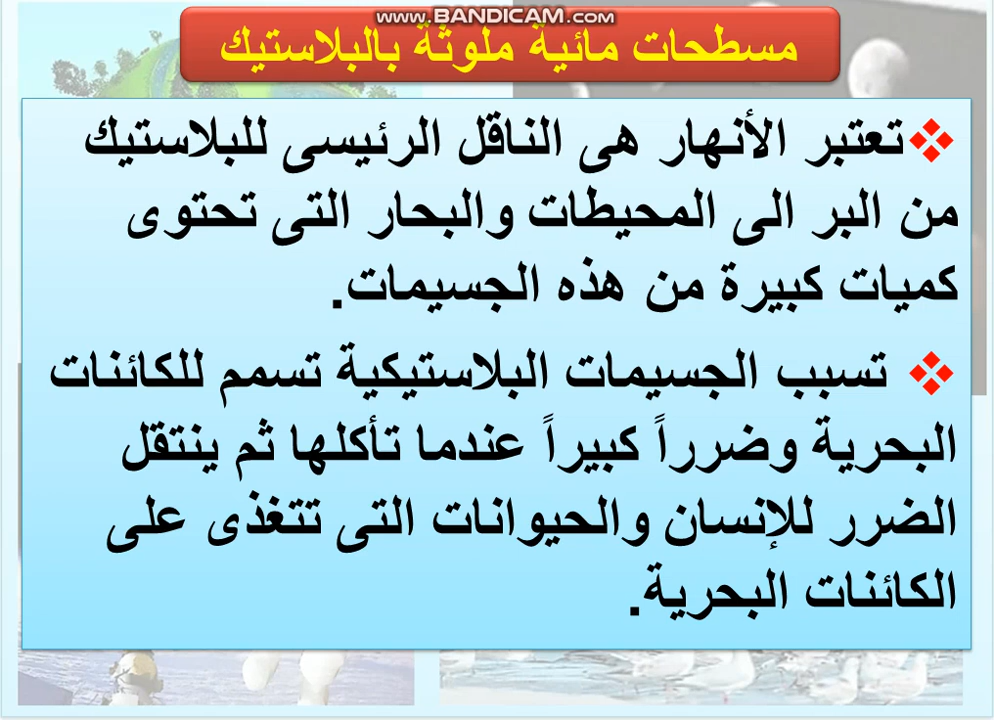 www.BANDICAM.com
مسطحات مائية ملوثة بالبلاستيك
تعتبر الأنهار هى الناقل الرئيسى للبلاستيك
من البر الى المحيطات والبحار التى تحتوى
كميات كبيرة من هذه الجسيمات.
تسبب الجسيمات البلاستيكية تسمم للكائنات
البحرية وضرراً كبيراً عندما تأكلها ثم ينتقل
الضرر للإنسان والحيوانات التى تتغذى على
الكائنات البحرية.